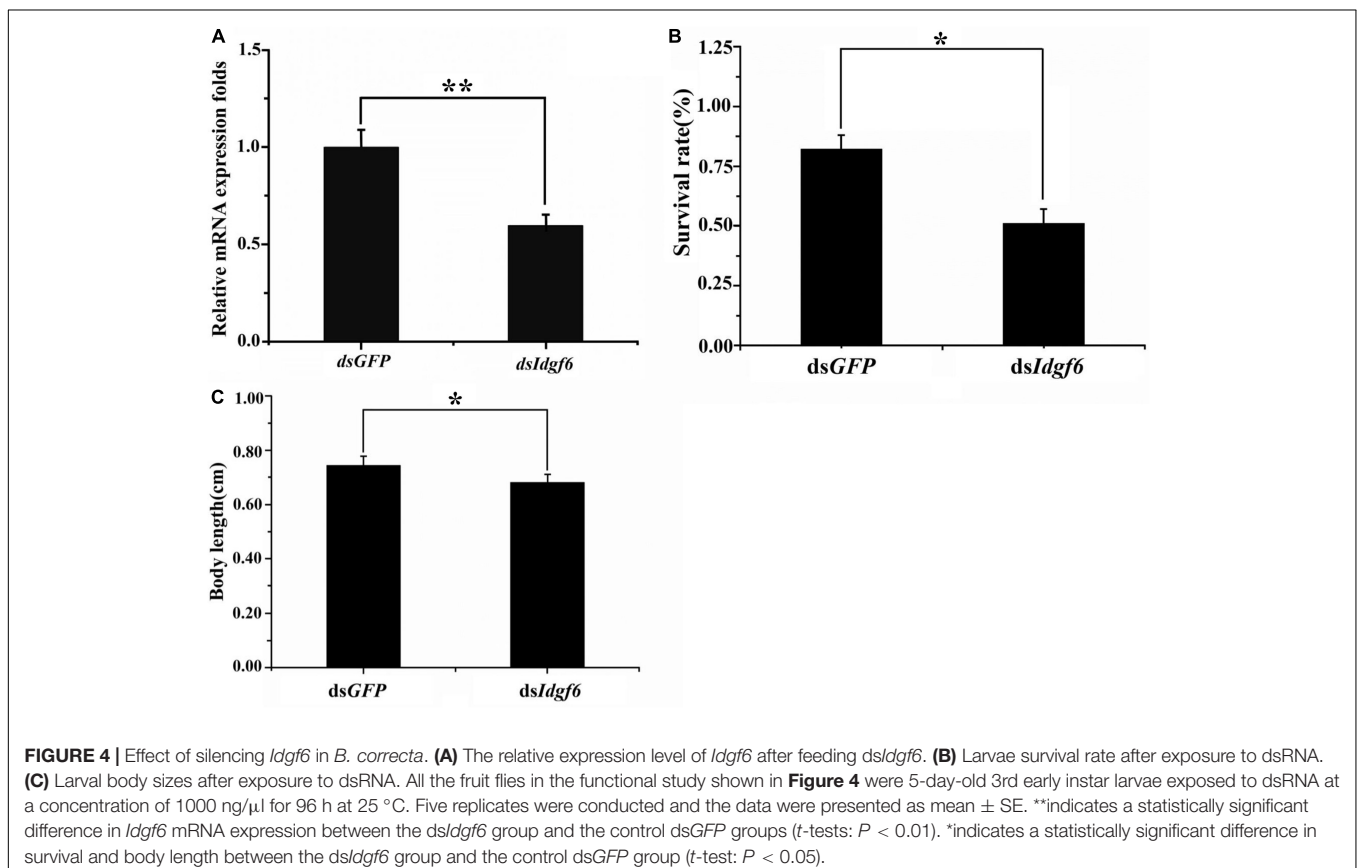 A
1.5
1.0
0.5
0.0
Relative mRNA expression folds
**
dsGFP
dsIdgf6
B
1.25
1.00
0.75
0.50
0.25
0.00
Survival rate(%)
*
dsGFP
dsIdgf6
C
1.00
0.80
0.60
0.40
0.20
0.00
Body length(cm)
*
dsGFP
dsIdgf6
FIGURE 4 | Effect of silencing Idgf6 in B. correcta. (A) The relative expression level of Idgf6 after feeding dsIdgf6. (B) Larvae survival rate after exposure to dsRNA.
(C) Larval body sizes after exposure to dsRNA. All the fruit flies in the functional study shown in Figure 4 were 5-day-old 3rd early instar larvae exposed to dsRNA at
a concentration of 1000 ng/μl for 96 h at 25 °C. Five replicates were conducted and the data were presented as mean ± SE. **indicates a statistically significant
difference in Idgf6 mRNA expression between the dsIdgf6 group and the control dsGFP groups (t-tests: P < 0.01). *indicates a statistically significant difference in
survival and body length between the dsIdgf6 group and the control dsGFP group (t-test: P < 0.05).